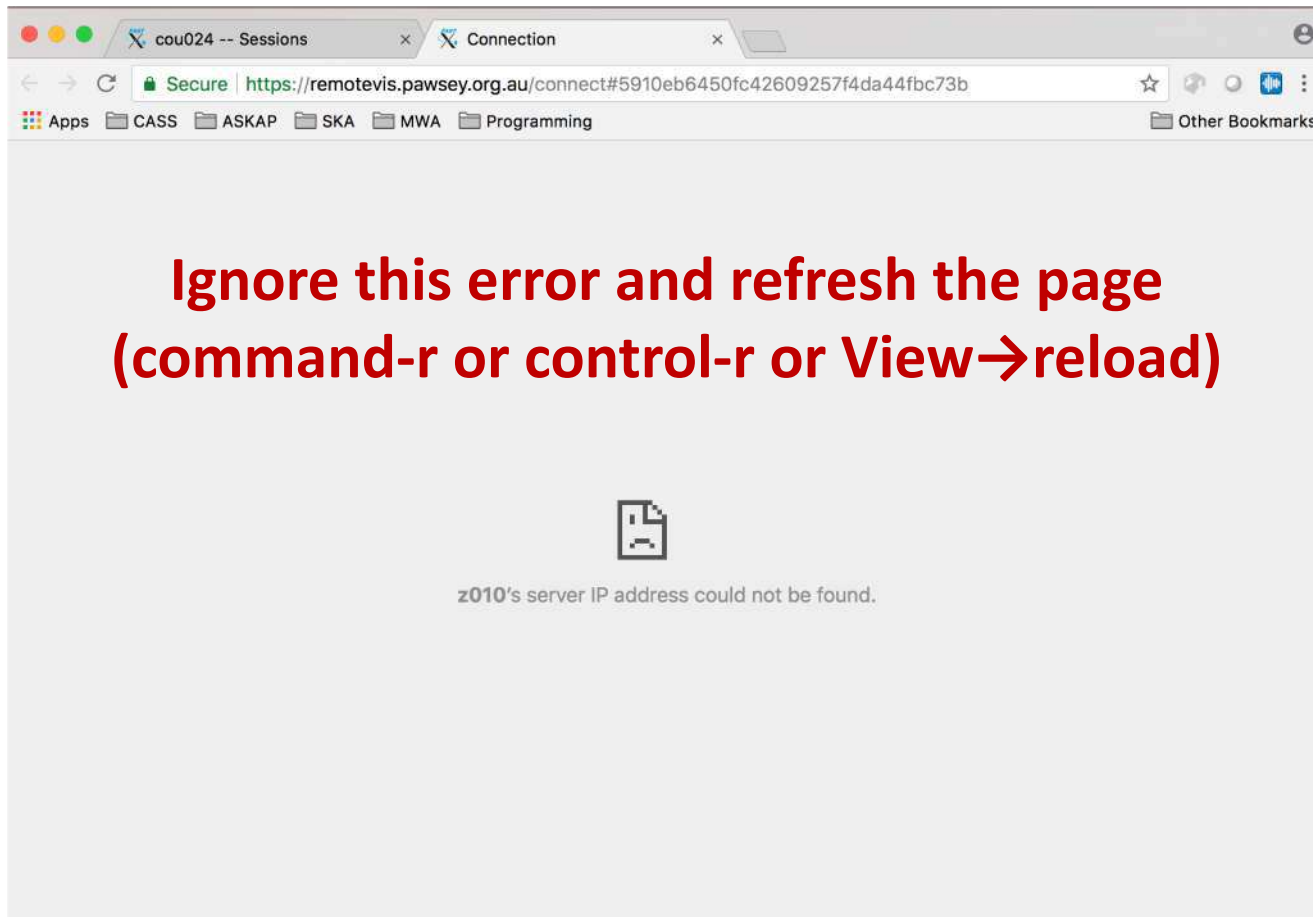 cou024 -- Sessions × Connection ×
Secure | https://remotevis.pawsey.org.au/connect#5910eb6450fc42609257f4da44fbc73b
Apps CASS ASKAP SKA MWA Programming Other Bookmarks
Ignore this error and refresh the page
(command-r or control-r or View→reload)
z010's server IP address could not be found.